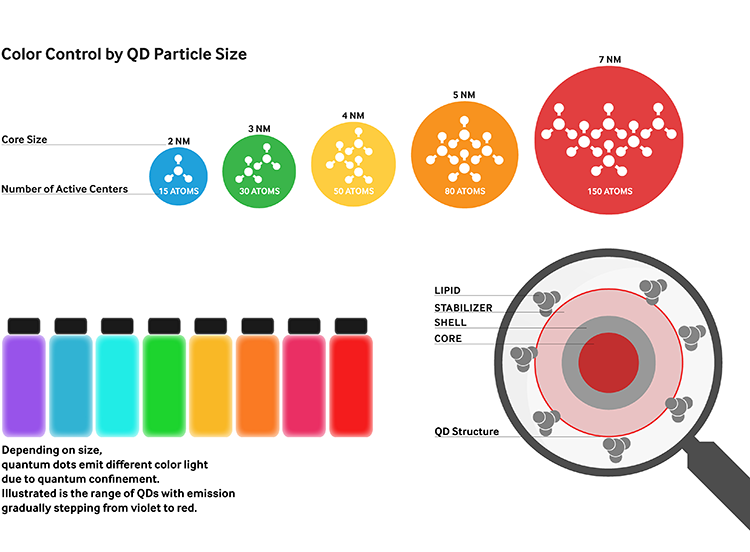 Color Control by QD Particle Size
7 NM
5 NM
4 NM
3 NM
2 NM
Core Size
Number of Active Centers
15 ATOMS
30 ATOMS
50 ATOMS
80 ATOMS
150 ATOMS
LIPID
STABILIZER
SHELL
CORE
QD Structure
Depending on size,
quantum dots emit different color light
due to quantum confinement.
Illustrated is the range of QDs with emission
gradually stepping from violet to red.